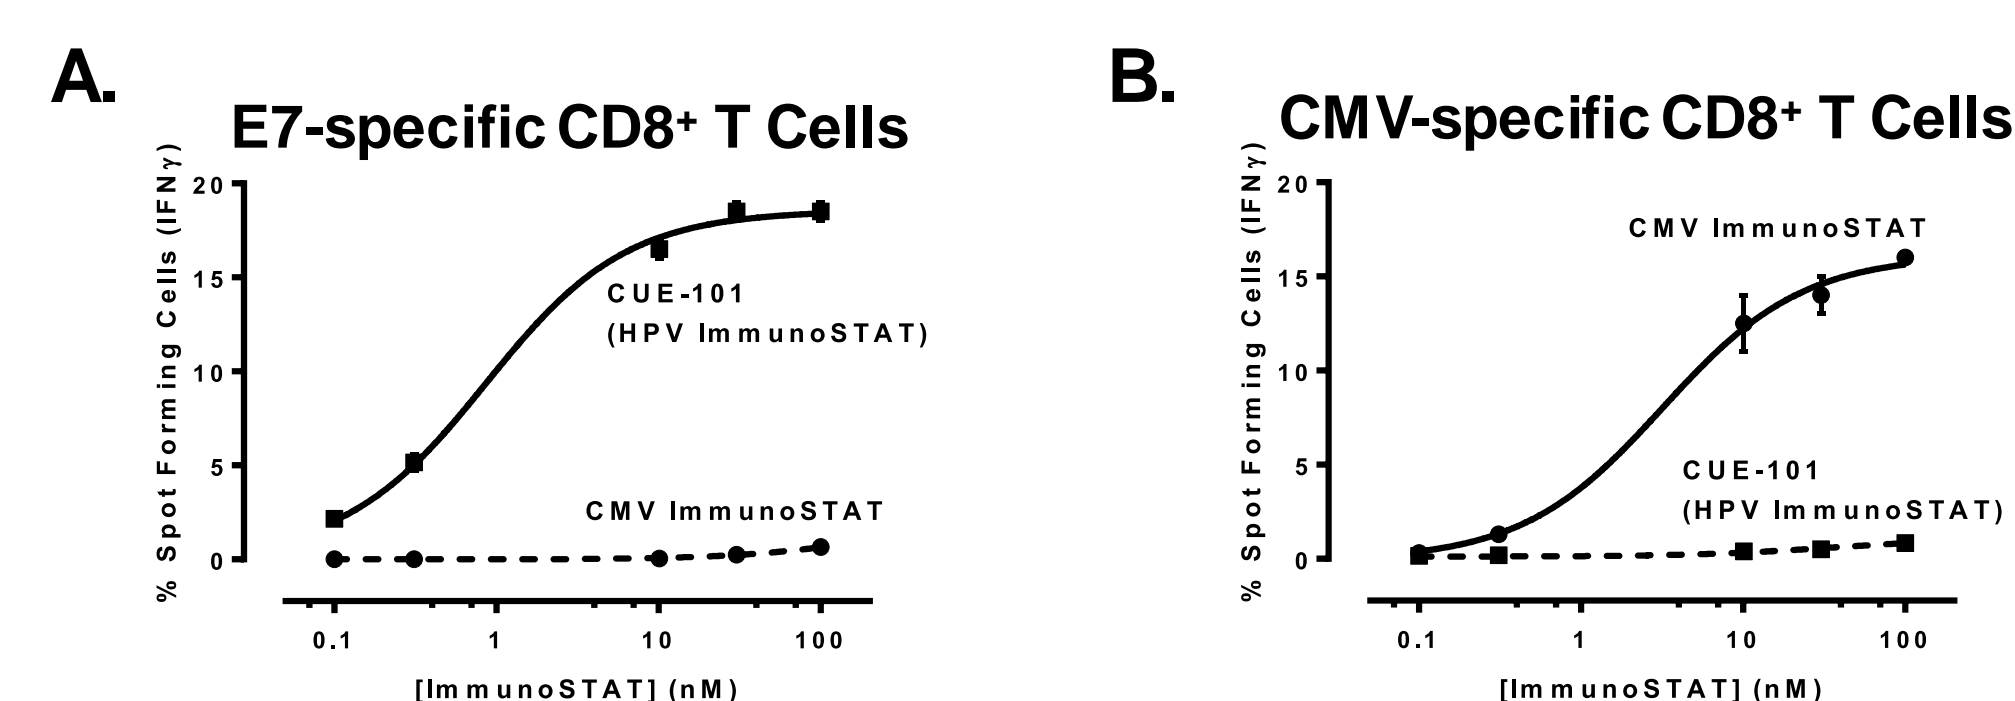 A.
E7-specific CD8+ T Cells
% Spot Forming Cells (IFNγ)
20
15
10
5
0
CUE-101
(HPV ImmunoSTAT)
CMV ImmunoSTAT
0.1 1 10 100
[ImmunoSTAT] (nM)
B.
CMV-specific CD8+ T Cells
% Spot Forming Cells (IFNγ)
20
15
10
5
0
CMV ImmunoSTAT
CUE-101
(HPV ImmunoSTAT)
0.1 1 10 100
[ImmunoSTAT] (nM)